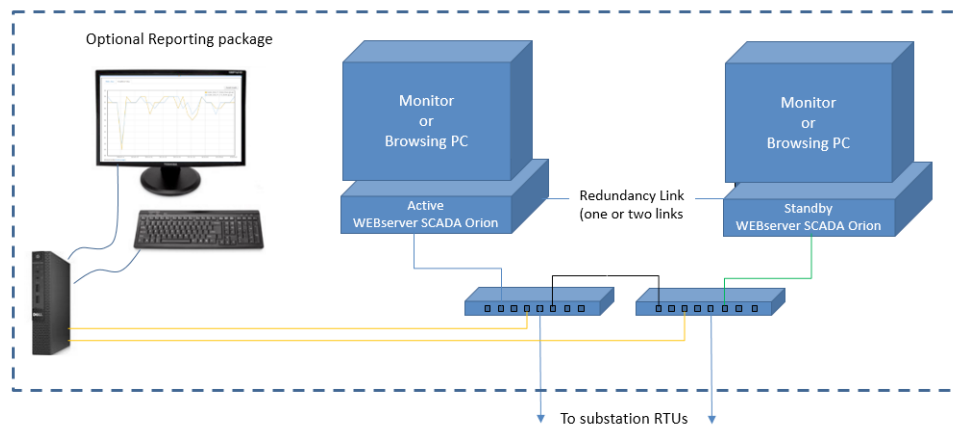 Optional Reporting package
Monitor
or
Browsing PC
Active
WEBserver SCADA Orion
Redundancy Link
(one or two links
Monitor
or
Browsing PC
Standby
WEBserver SCADA Orion
DELL
To substation RTUs